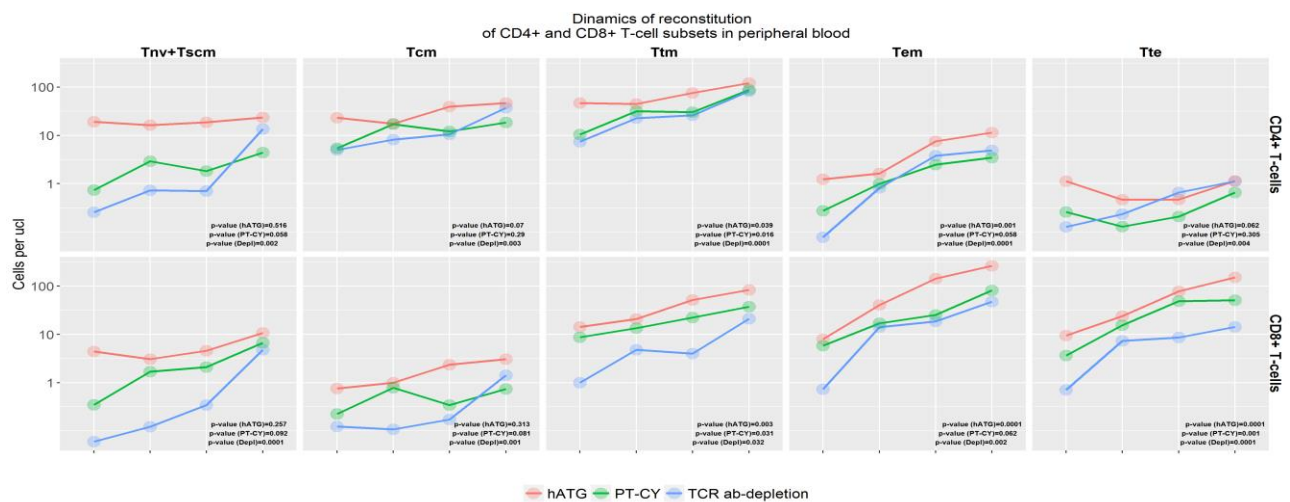 Dinamics of reconstitution
of CD4+ and CD8+ T-cell subsets in peripheral blood
Tnv+Tscm Tcm Ttm Tem Tte
Cells per ucl
100
10
1
p-value (hATG)=0.516
p-value (PT-CY)=0.058
p-value (Depl)=0.002
p-value (hATG)=0.07
p-value (PT-CY)=0.29
p-value (Depl)=0.003
p-value (hATG)=0.039
p-value (PT-CY)=0.016
p-value (Depl)=0.0001
p-value (hATG)=0.001
p-value (PT-CY)=0.058
p-value (Depl)=0.0001
p-value (hATG)=0.062
p-value (PT-CY)=0.305
p-value (Depl)=0.004
CD4+ T-cells
100
10
1
p-value (hATG)=0.257
p-value (PT-CY)=0.092
p-value (Depl)=0.0001
p-value (hATG)=0.313
p-value (PT-CY)=0.081
p-value (Depl)=0.001
p-value (hATG)=0.003
p-value (PT-CY)=0.031
p-value (Depl)=0.032
p-value (hATG)=0.0001
p-value (PT-CY)=0.062
p-value (Depl)=0.002
p-value (hATG)=0.0001
p-value (PT-CY)=0.001
p-value (Depl)=0.0001
CD8+ T-cells
hATG PT-CY TCR ab-depletion